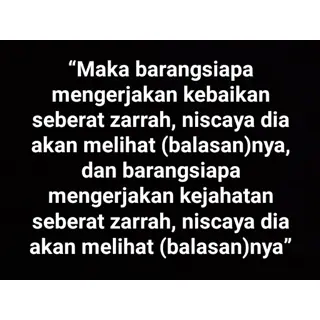 “Maka barangsiapa
mengerjakan kebaikan
seberat zarrah, niscaya dia
akan melihat (balasan)nya,
dan barangsiapa
mengerjakan kejahatan
seberat zarrah, niscaya dia
akan melihat (balasan)nya”